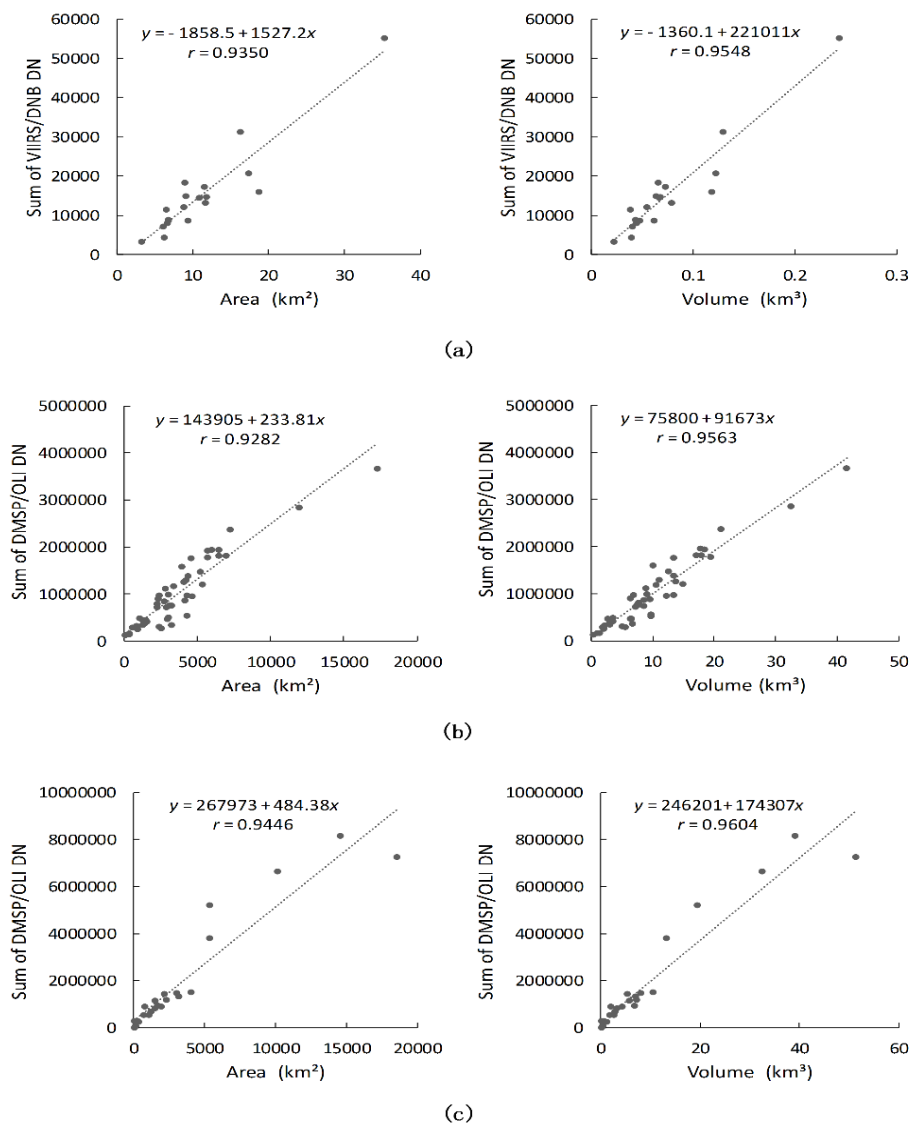 y = - 1858.5 + 1527.2x
r = 0.9350
Sum of VIIRS/DNB DN
60000
50000
40000
30000
20000
10000
0
0 10 20 30 40
Area (km²)
y = - 1360.1 + 221011x
r = 0.9548
Sum of VIIRS/DNB DN
60000
50000
40000
30000
20000
10000
0
0 0.1 0.2 0.3
Volume (km³)
(a)
y = 143905 + 233.81x
r = 0.9282
Sum of DMSP/OLI DN
5000000
4000000
3000000
2000000
1000000
0
0 5000 10000 15000 20000
Area (km²)
y = 75800 + 91673x
r = 0.9563
Sum of DMSP/OLI DN
5000000
4000000
3000000
2000000
1000000
0
0 10 20 30 40 50
Volume (km³)
(b)
y = 267973 + 484.38x
r = 0.9446
Sum of DMSP/OLI DN
10000000
8000000
6000000
4000000
2000000
0
0 5000 10000 15000 20000
Area (km²)
y = 246201+ 174307x
r = 0.9604
Sum of DMSP/OLI DN
10000000
8000000
6000000
4000000
2000000
0
0 20 40 60
Volume (km³)
(c)